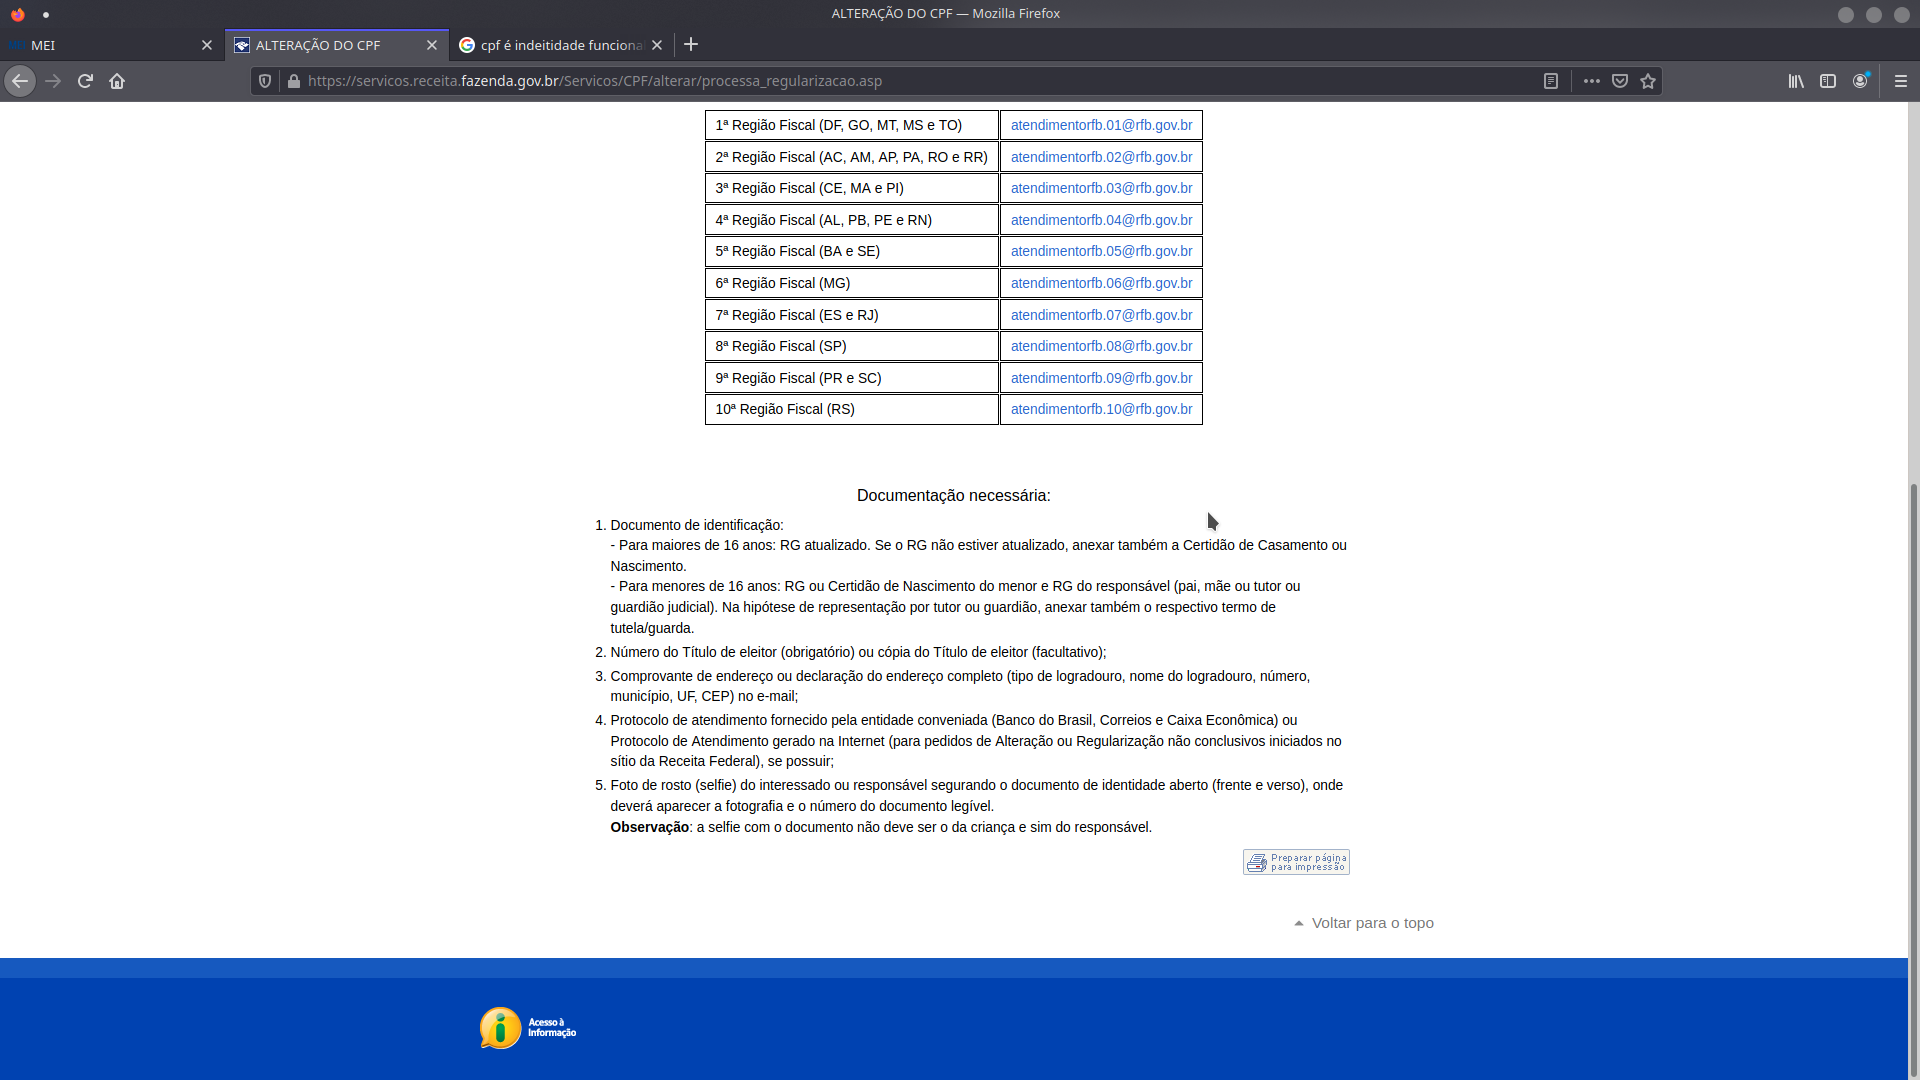 ALTERAÇÃO DO CPF — Mozilla Firefox
MEI
ALTERAÇÃO DO CPF
cpf é indeitidade funciona
https://servicos.receita.fazenda.gov.br/Servicos/CPF/alterar/processa_regularizacao.asp
1ª Região Fiscal (DF, GO, MT, MS e TO) atendimentorfb.01@rfb.gov.br
2ª Região Fiscal (AC, AM, AP, PA, RO e RR) atendimentorfb.02@rfb.gov.br
3ª Região Fiscal (CE, MA e PI) atendimentorfb.03@rfb.gov.br
4ª Região Fiscal (AL, PB, PE e RN) atendimentorfb.04@rfb.gov.br
5ª Região Fiscal (BA e SE) atendimentorfb.05@rfb.gov.br
6ª Região Fiscal (MG) atendimentorfb.06@rfb.gov.br
7ª Região Fiscal (ES e RJ) atendimentorfb.07@rfb.gov.br
8ª Região Fiscal (SP) atendimentorfb.08@rfb.gov.br
9ª Região Fiscal (PR e SC) atendimentorfb.09@rfb.gov.br
10ª Região Fiscal (RS) atendimentorfb.10@rfb.gov.br
Documentação necessária:
1. Documento de identificação:
- Para maiores de 16 anos: RG atualizado. Se o RG não estiver atualizado, anexar também a Certidão de Casamento ou
Nascimento.
- Para menores de 16 anos: RG ou Certidão de Nascimento do menor e RG do responsável (pai, mãe ou tutor ou
guardião judicial). Na hipótese de representação por tutor ou guardião, anexar também o respectivo termo de
tutela/guarda.
2. Número do Título de eleitor (obrigatório) ou cópia do Título de eleitor (facultativo);
3. Comprovante de endereço ou declaração do endereço completo (tipo de logradouro, nome do logradouro, número,
município, UF, CEP) no e-mail;
4. Protocolo de atendimento fornecido pela entidade conveniada (Banco do Brasil, Correios e Caixa Econômica) ou
Protocolo de Atendimento gerado na Internet (para pedidos de Alteração ou Regularização não conclusivos iniciados no
sítio da Receita Federal), se possuir;
5. Foto de rosto (selfie) do interessado ou responsável segurando o documento de identidade aberto (frente e verso), onde
deverá aparecer a fotografia e o número do documento legível.
Observação: a selfie com o documento não deve ser o da criança e sim do responsável.
Preparar página
para impressão
Voltar para o topo
Acesso à
Informação